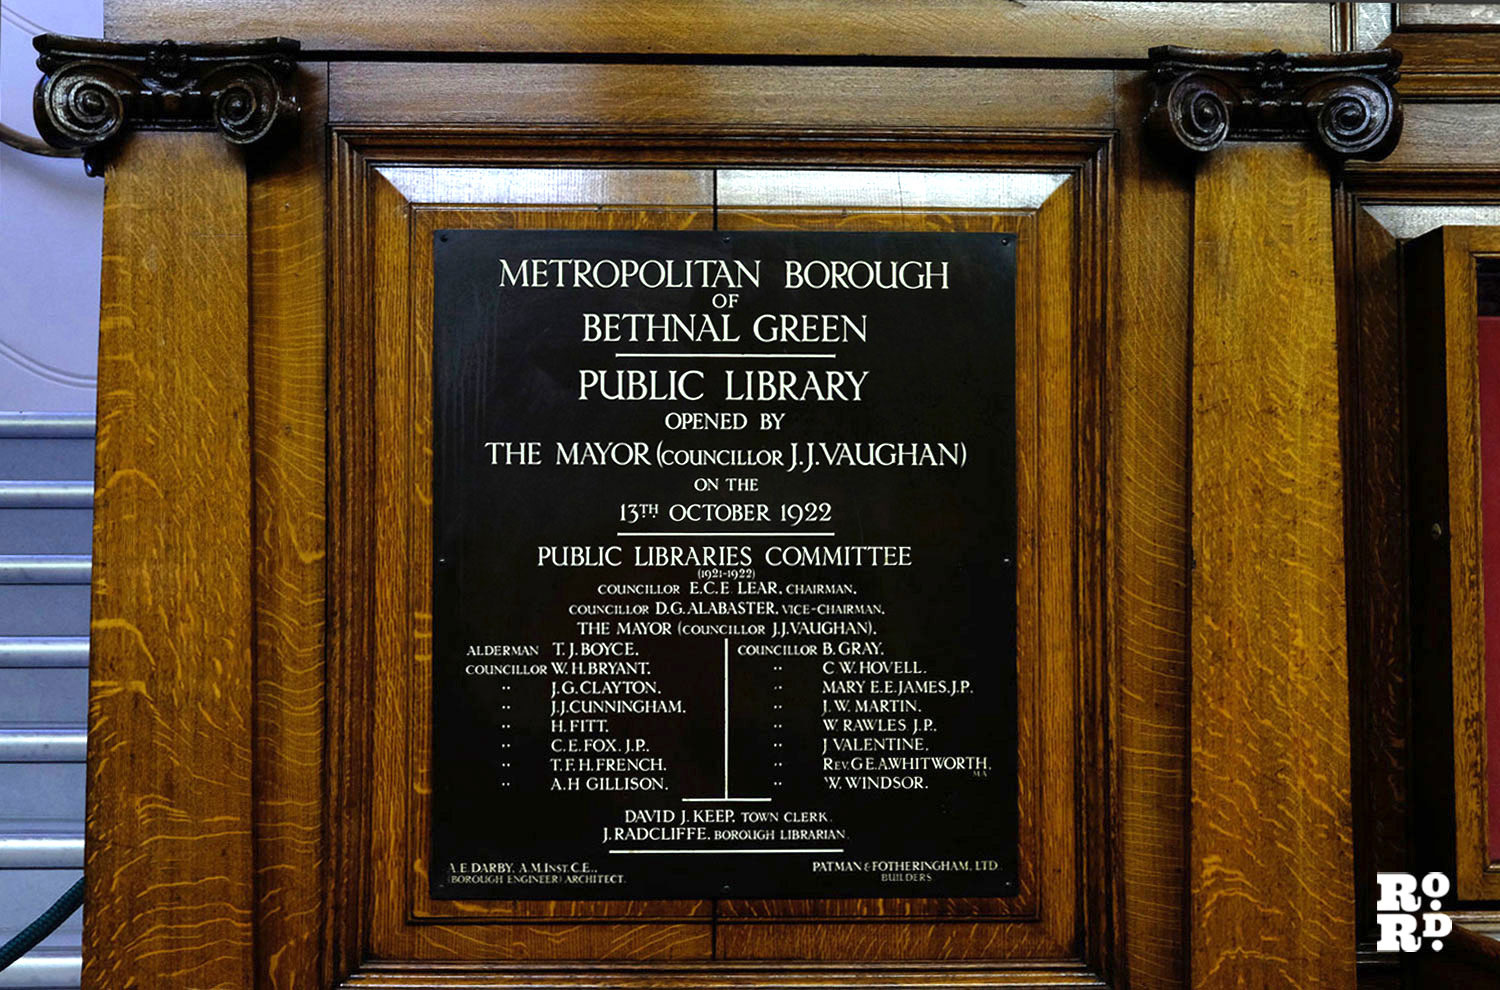 METROPOLITAN BOROUGH
OF
BETHNAL GREEN
PUBLIC LIBRARY
OPENED BY
THE MAYOR (COUNCILLOR J.J.VAUGHAN)
ON THE
13TH OCTOBER 1922
PUBLIC LIBRARIES COMMITTEE
(1921-1922)
COUNCILLOR E.C.E. LEAR, CHAIRMAN.
COUNCILLOR D.G. ALABASTER, VICE-CHAIRMAN.
THE MAYOR (COUNCILLOR J.J.VAUGHAN).
ALDERMAN T.J. BOYCE.
COUNCILLOR W.H. BRYANT.
" J.G. CLAYTON.
" J.J. CUNNINGHAM.
" H. FITT.
" C.E. FOX. J.P.
" T.F.H. FRENCH.
" A.H GILLISON.
COUNCILLOR B. GRAY.
" C.W. HOVELL.
" MARY E.E. JAMES. J.P.
" J.W. MARTIN.
" W. RAWLES J.P.
" J VALENTINE.
" REV. G.E.A. WHITWORTH. M.A.
" W. WINDSOR.
DAVID J. KEEP, TOWN CLERK.
J. RADCLIFFE, BOROUGH LIBRARIAN.
A.E DARBY, A.M.INST.C.E.,
(BOROUGH ENGINEER) ARCHITECT.
PATMAN & FOTHERINGHAM, LTD.
BUILDERS
RO.
RD.